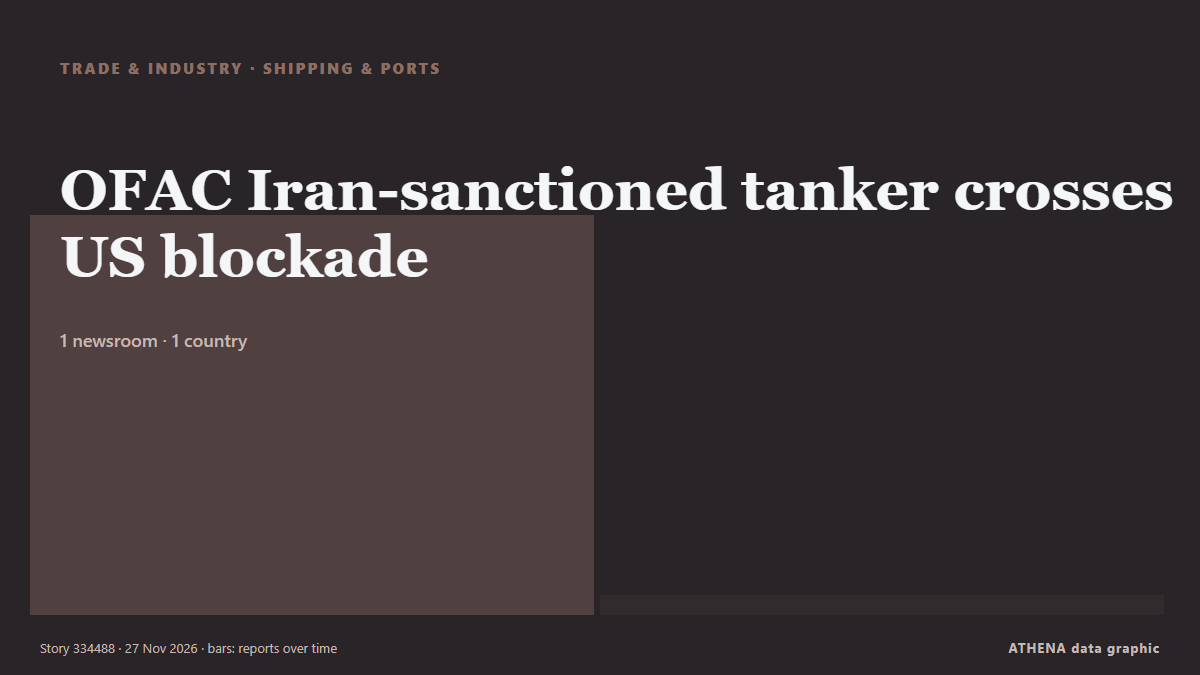 TRADE & INDUSTRY · SHIPPING & PORTS
OFAC Iran-sanctioned tanker crosses
US blockade
1 newsroom · 1 country
Story 334488 · 27 Nov 2026 · bars: reports over time
ATHENA data graphic